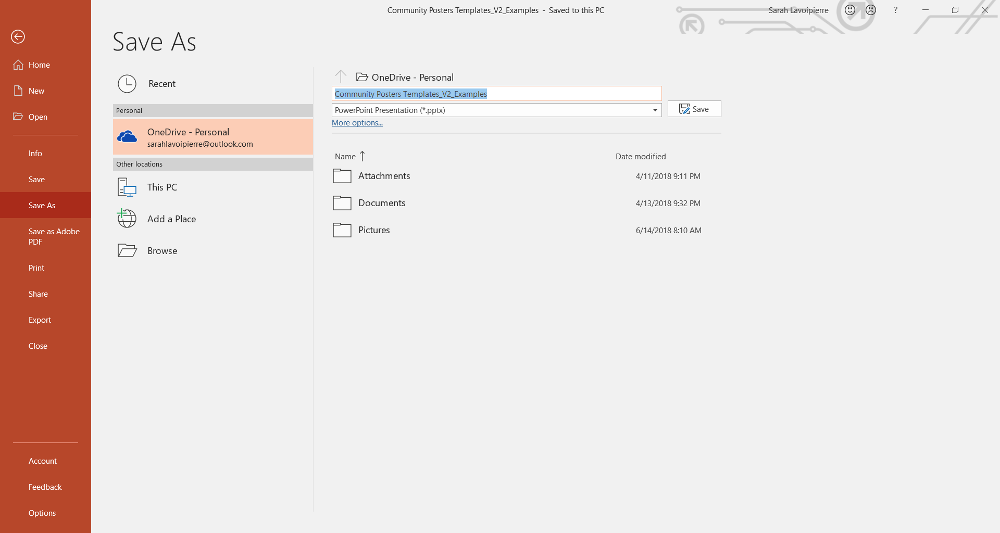 Community Posters Templates_V2_Examples - Saved to this PC
Sarah Lavoipierre
?
Home
New
Open
Info
Save
Save As
Save as Adobe
PDF
Print
Share
Export
Close
Account
Feedback
Options
Save As
Recent
Personal
OneDrive - Personal
sarahlavoipierre@outlook.com
Other locations
This PC
Add a Place
Browse
OneDrive - Personal
Community Posters Templates_V2_Examples
PowerPoint Presentation (*.pptx)
Save
More options...
Name Date modified
Attachments 4/11/2018 9:11 PM
Documents 4/13/2018 9:32 PM
Pictures 6/14/2018 8:10 AM